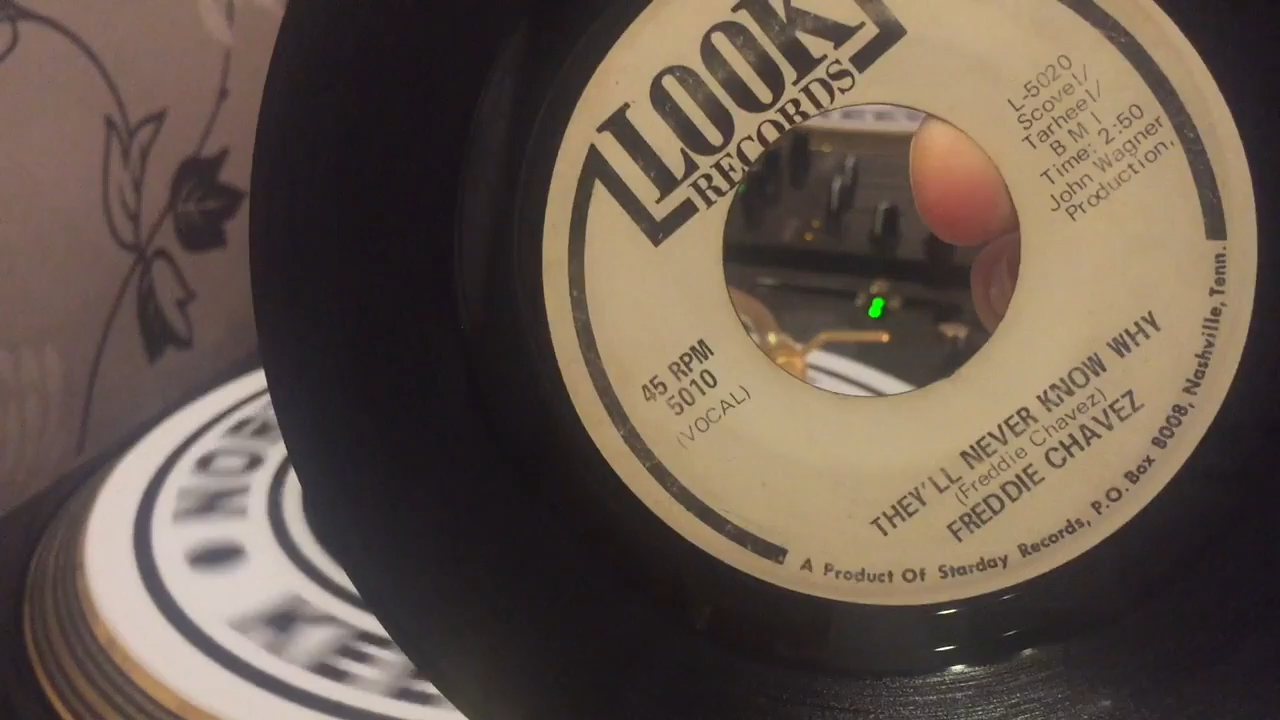 LOOK
RECORDS
L-5020
Scovel/
Tarheel/
B M I
Time: 2:50
John Wagner
Production,
45 RPM
5010
(VOCAL)
THEY'LL NEVER KNOW WHY
(Freddie Chavez)
FREDDIE CHAVEZ
A Product Of Starday Records, P.O. Box 8008, Nashville, Tenn.